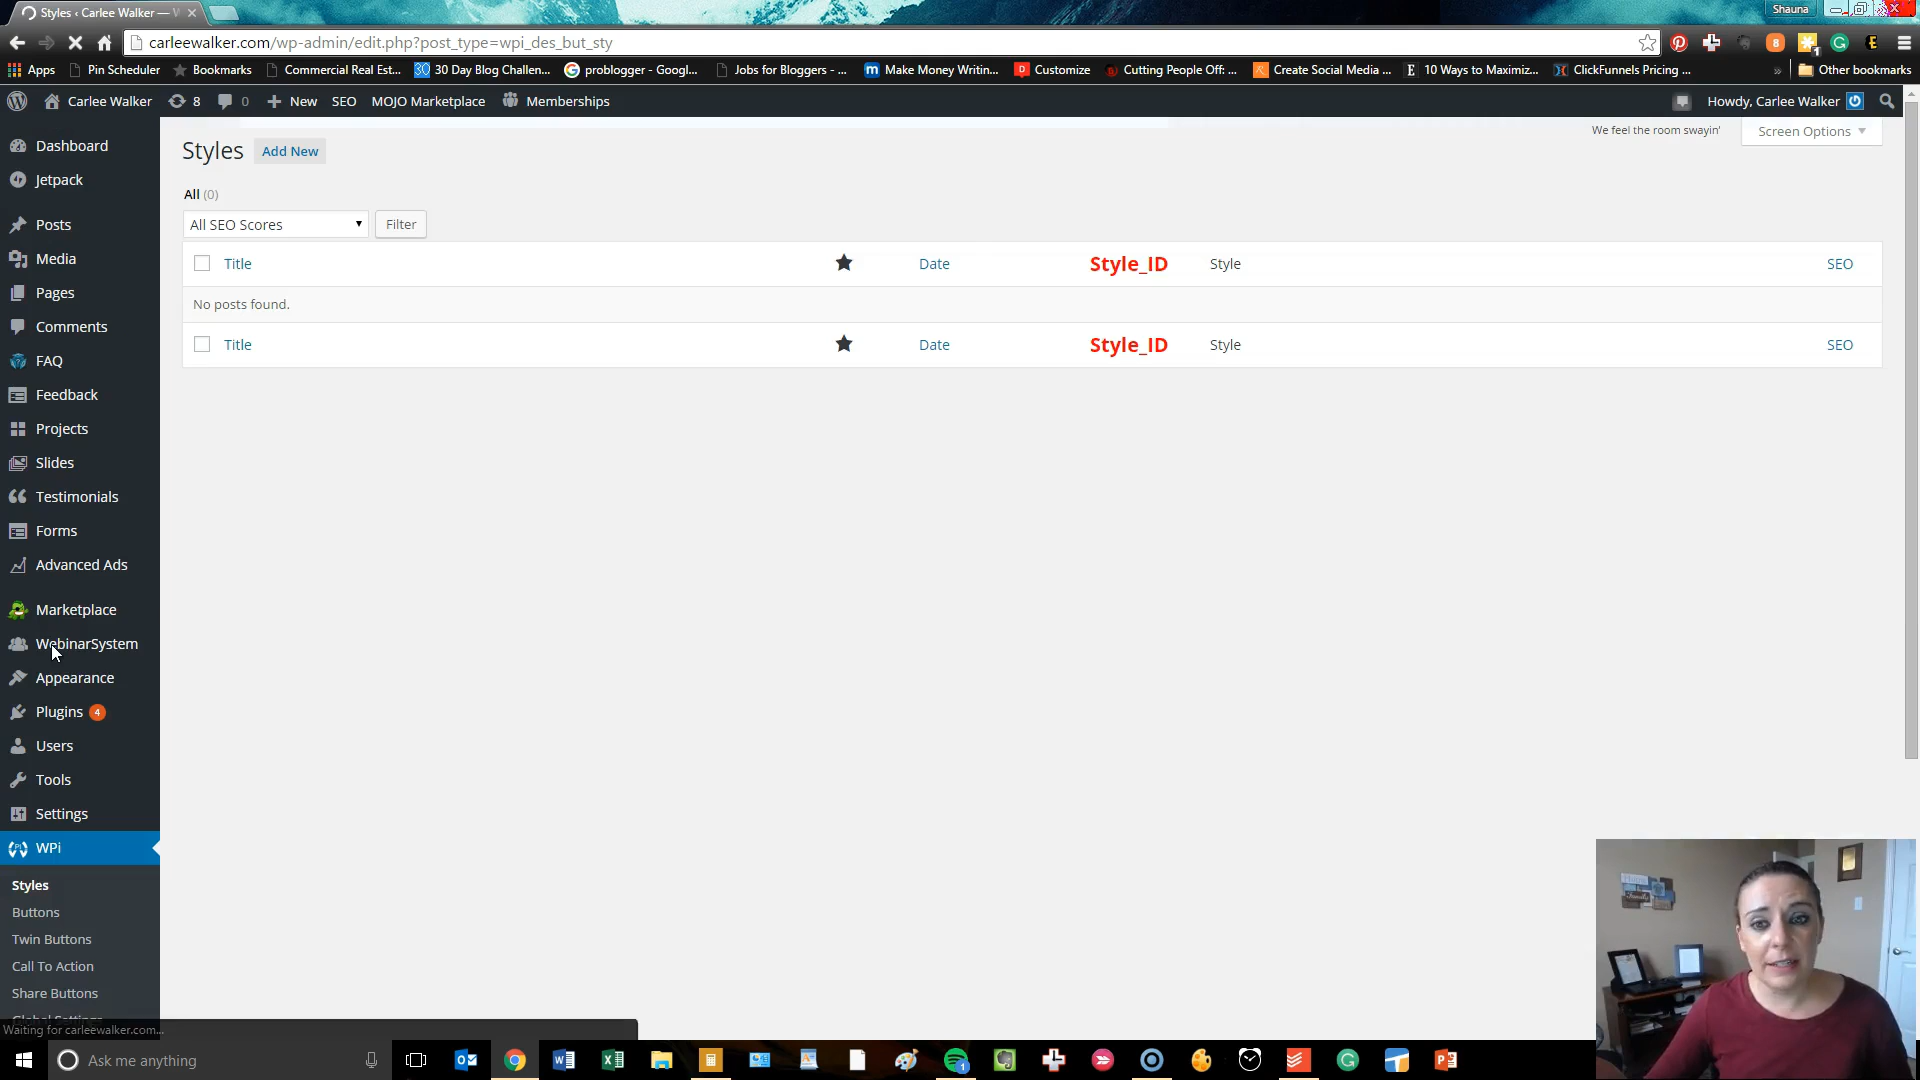 Styles ‹ Carlee Walker —
Shauna
carleewalker.com/wp-admin/edit.php?post_type=wpi_des_but_sty
Apps Pin Scheduler Bookmarks Commercial Real Est... 30 Day Blog Challen... problogger - Googl... Jobs for Bloggers - ... Make Money Writin... Customize Cutting People Off: ... Create Social Media ... 10 Ways to Maximiz... ClickFunnels Pricing ... » Other bookmarks
Carlee Walker 8 0 New SEO MOJO Marketplace Memberships Howdy, Carlee Walker
We feel the room swayin' Screen Options
Styles Add New
All (0)
All SEO Scores Filter
Title Date Style_ID Style SEO
No posts found.
Title Date Style_ID Style SEO
Dashboard
Jetpack
Posts
Media
Pages
Comments
FAQ
Feedback
Projects
Slides
Testimonials
Forms
Advanced Ads
Marketplace
WebinarSystem
Appearance
Plugins 4
Users
Tools
Settings
WPi
Styles
Buttons
Twin Buttons
Call To Action
Share Buttons
Waiting for carleewalker.com...
Ask me anything